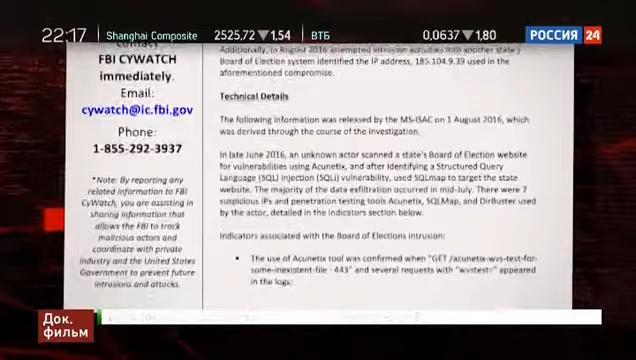 22:17
Shanghai Composite 2525,72 ▼ 1,54 ВТБ 0,0637 ▼ 1,80
РОССИЯ 24
contact
FBI CYWATCH
immediately.
Email:
cywatch@ic.fbi.gov
Phone:
1-855-292-3937
*Note: By reporting any
related information to FBI
CyWatch, you are assisting in
sharing information that
allows the FBI to track
malicious actors and
coordinate with private
industry and the United States
Government to prevent future
intrusions and attacks.
Additionally, in August 2016 attempted intrusion activities into another state's
Board of Election system identified the IP address, 185.104.9.39 used in the
aforementioned compromise.
Technical Details
The following information was released by the MS-ISAC on 1 August 2016, which
was derived through the course of the investigation.
In late June 2016, an unknown actor scanned a state's Board of Election website
for vulnerabilities using Acunetix, and after identifying a Structured Query
Language (SQL) injection (SQLi) vulnerability, used SQLmap to target the state
website. The majority of the data exfiltration occurred in mid-July. There were 7
suspicious IPs and penetration testing tools Acunetix, SQLMap, and DirBuster used
by the actor, detailed in the indicators section below.
Indicators associated with the Board of Elections intrusion:
• The use of Acunetix tool was confirmed when "GET /acunetix-wvs-test-for-
some-inexistent-file - 443" and several requests with "wvstest=" appeared
in the logs;
Док.
фильм